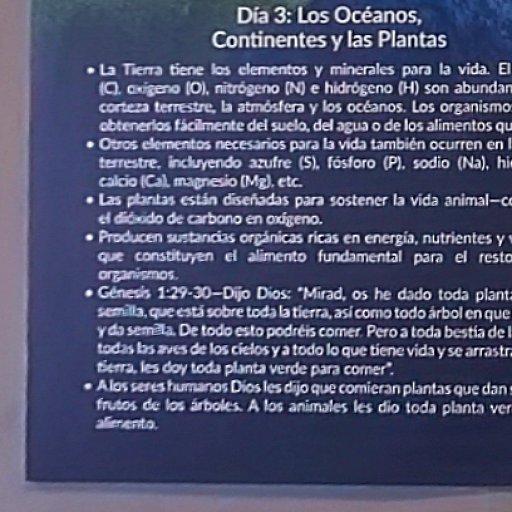 Día 3: Los Océanos,
Continentes y las Plantas
• La Tierra tiene los elementos y minerales para la vida. El
(C), oxígeno (O), nitrógeno (N) e hidrógeno (H) son abundan
corteza terrestre, la atmósfera y los océanos. Los organismo
obtenerlos fácilmente del suelo, del agua o de los alimentos qu
• Otros elementos necesarios para la vida también ocurren en l
terrestre, incluyendo azufre (S), fósforo (P), sodio (Na), hi
calcio (Ca), magnesio (Mg), etc.
• Las plantas están diseñadas para sostener la vida animal—co
el dióxido de carbono en oxígeno.
• Producen sustancias orgánicas ricas en energía, nutrientes y v
que constituyen el alimento fundamental para el resto
organismos.
• Génesis 1:29-30—Dijo Dios: "Mirad, os he dado toda planta
semilla, que está sobre toda la tierra, así como todo árbol en que
y da semilla. De todo esto podréis comer. Pero a toda bestia de l
todas las aves de los cielos y a todo lo que tiene vida y se arrastra
tierra, les doy toda planta verde para comer".
• A los seres humanos Dios les dijo que comieran plantas que dan s
frutos de los árboles. A los animales les dio toda planta ver
alimento.